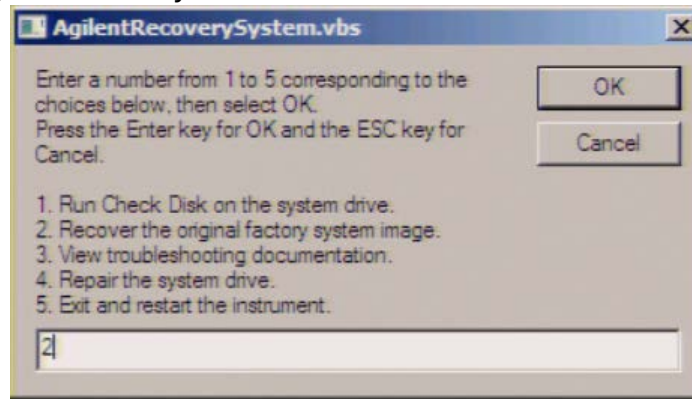 AgilentRecoverySystem.vbs
Enter a number from 1 to 5 corresponding to the
choices below, then select OK.
Press the Enter key for OK and the ESC key for
Cancel.
OK
Cancel
1. Run Check Disk on the system drive.
2. Recover the original factory system image.
3. View troubleshooting documentation.
4. Repair the system drive.
5. Exit and restart the instrument.
2